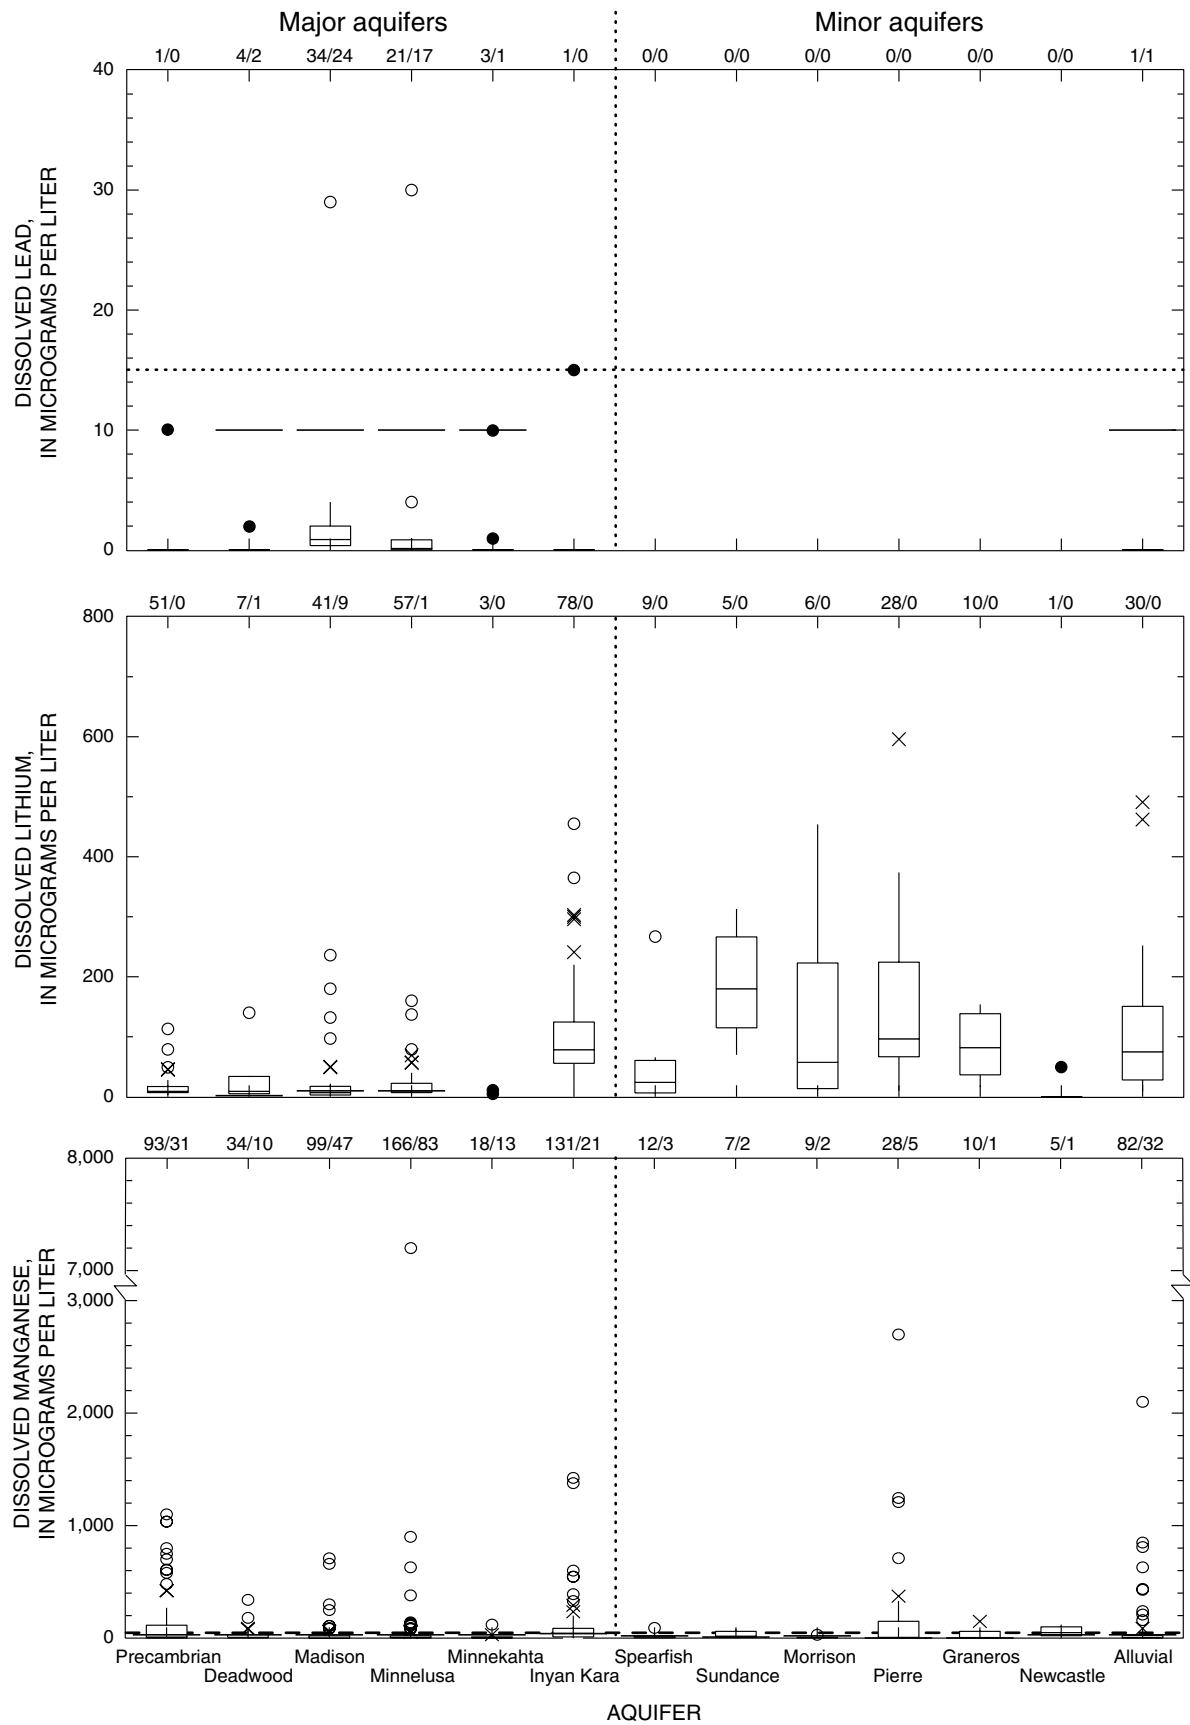 Major aquifers Minor aquifers
1/0 4/2 34/24 21/17 3/1 1/0 0/0 0/0 0/0 0/0 0/0 0/0 1/1
40
30
20
10
0
DISSOLVED LEAD,
IN MICROGRAMS PER LITER
51/0 7/1 41/9 57/1 3/0 78/0 9/0 5/0 6/0 28/0 10/0 1/0 30/0
800
600
400
200
0
DISSOLVED LITHIUM,
IN MICROGRAMS PER LITER
93/31 34/10 99/47 166/83 18/13 131/21 12/3 7/2 9/2 28/5 10/1 5/1 82/32
8,000
7,000
3,000
2,000
1,000
0
DISSOLVED MANGANESE,
IN MICROGRAMS PER LITER
Precambrian Madison Minnekahta Spearfish Morrison Graneros Alluvial
Deadwood Minnelusa Inyan Kara Sundance Pierre Newcastle
AQUIFER